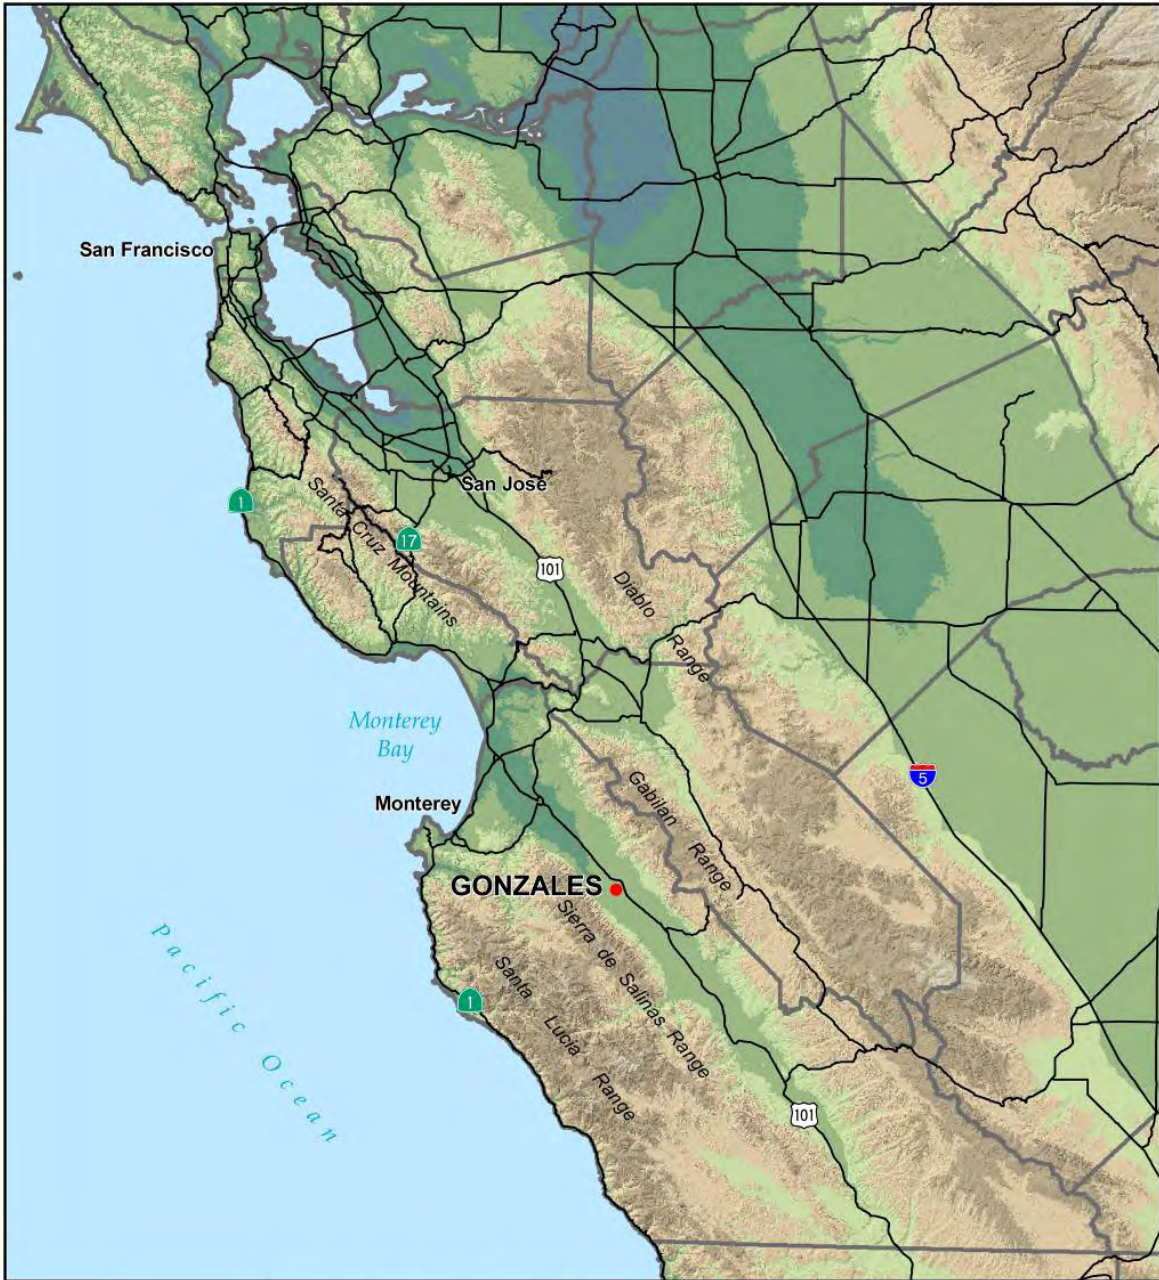 San Francisco
San Jose
1
Santa Cruz Mountains
17
101
Diablo Range
Monterey
Bay
5
Gabilan Range
Monterey
GONZALES
Sierra de Salinas Range
Santa Lucia Range
Pacific Ocean
1
101